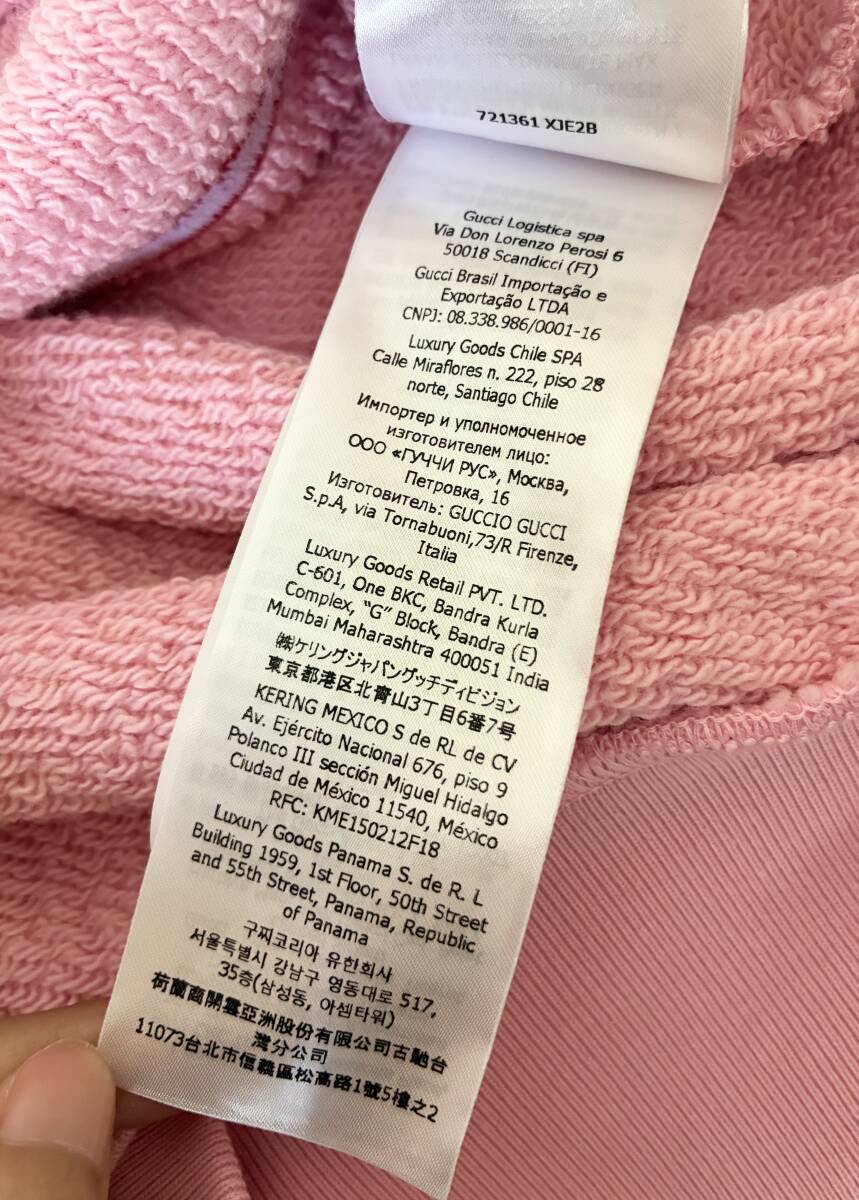 721361 XJE2B
Gucci Logistica spa
Via Don Lorenzo Perosi 6
50018 Scandicci (FI)
Gucci Brasil Importação e
Exportação LTDA
CNPJ: 08.338.986/0001-16
Luxury Goods Chile SPA
Calle Miraflores n. 222, piso 28
norte, Santiago Chile
Импортер и уполномоченное
изготовителем лицо:
ООО «ГУЧЧИ РУС», Москва,
Петровка, 16
Изготовитель: GUCCIO GUCCI
S.p.A, via Tornabuoni,73/R Firenze,
Italia
Luxury Goods Retail PVT. LTD.
C-601, One BKC, Bandra Kurla
Complex, "G" Block, Bandra (E)
Mumbai Maharashtra 400051 India
㈱ケリングジャパングッチディビジョン
東京都港区北青山3丁目6番7号
KERING MEXICO S de RL de CV
Av. Ejército Nacional 676, piso 9
Polanco III sección Miguel Hidalgo
Ciudad de México 11540, México
RFC: KME150212F18
Luxury Goods Panama S. de R. L
Building 1959, 1st Floor, 50th Street
and 55th Street, Panama, Republic
of Panama
구찌코리아 유한회사
서울특별시 강남구 영동대로 517,
35층(삼성동, 아셈타워)
荷蘭商開雲亞洲股份有限公司古馳台
灣分公司
11073台北市信義區松高路1號5樓之2